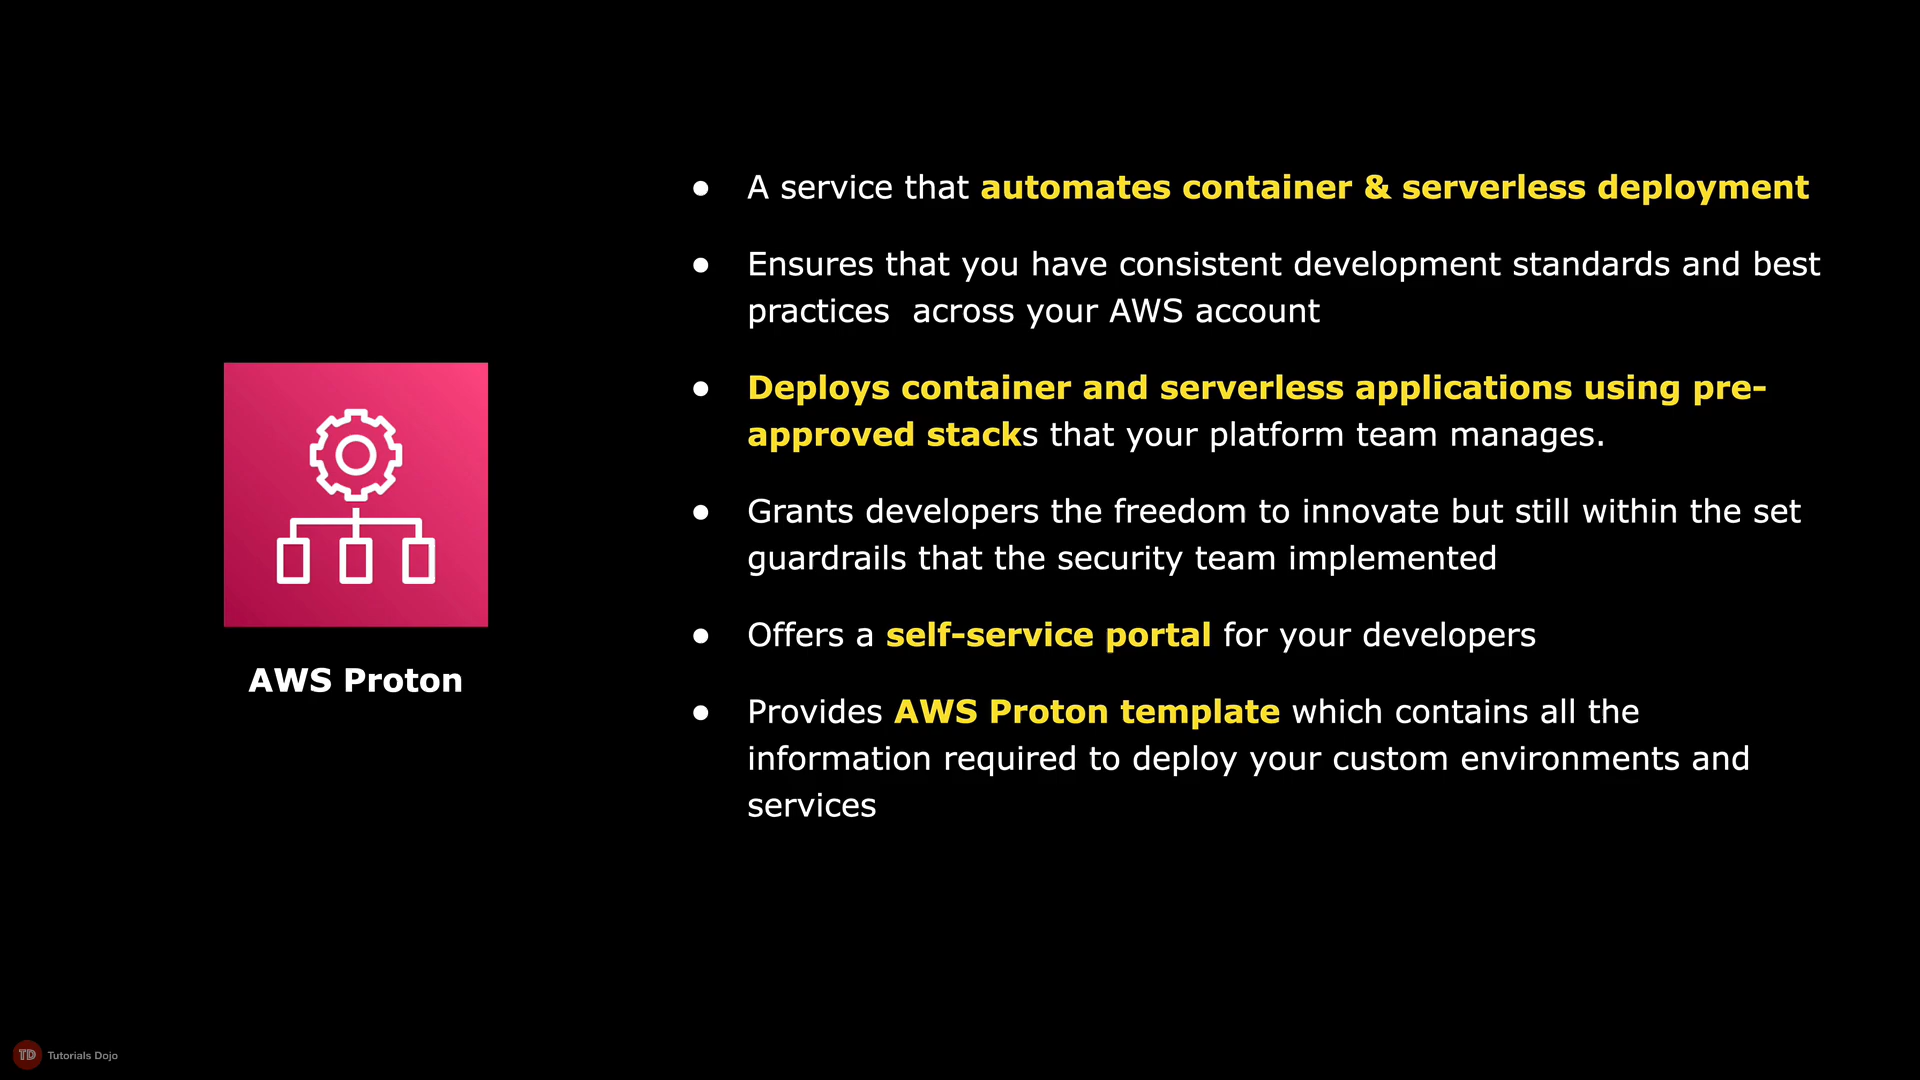 ● A service that automates container & serverless deployment
● Ensures that you have consistent development standards and best
practices  across your AWS account
● Deploys container and serverless applications using pre-
approved stacks that your platform team manages.
● Grants developers the freedom to innovate but still within the set
guardrails that the security team implemented
● Offers a self-service portal for your developers
● Provides AWS Proton template which contains all the
information required to deploy your custom environments and
services
AWS Proton
TD Tutorials Dojo